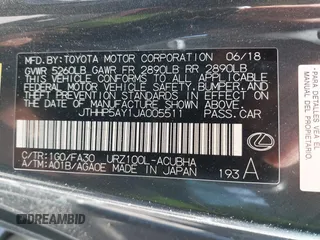 MFD.BY:TOYOTA MOTOR CORPORATION 06/18
GVWR 5260LB GAWR FR 2890LB RR 2890LB
THIS VEHICLE CONFORMS TO ALL APPLICABLE
FEDERAL MOTOR VEHICLE SAFETY, BUMPER, AND
THEFT PREVENTION STANDARDS IN EFFECT ON THE
DATE OF MANUFACTURE SHOWN ABOVE.
JTHHP5AY1JA005511 PASS.CAR
C/TR:1G0/FA30 URZ100L-ACUBHA
A/TM:A01B/AGA0E MADE IN JAPAN 193 A
DREAMBID